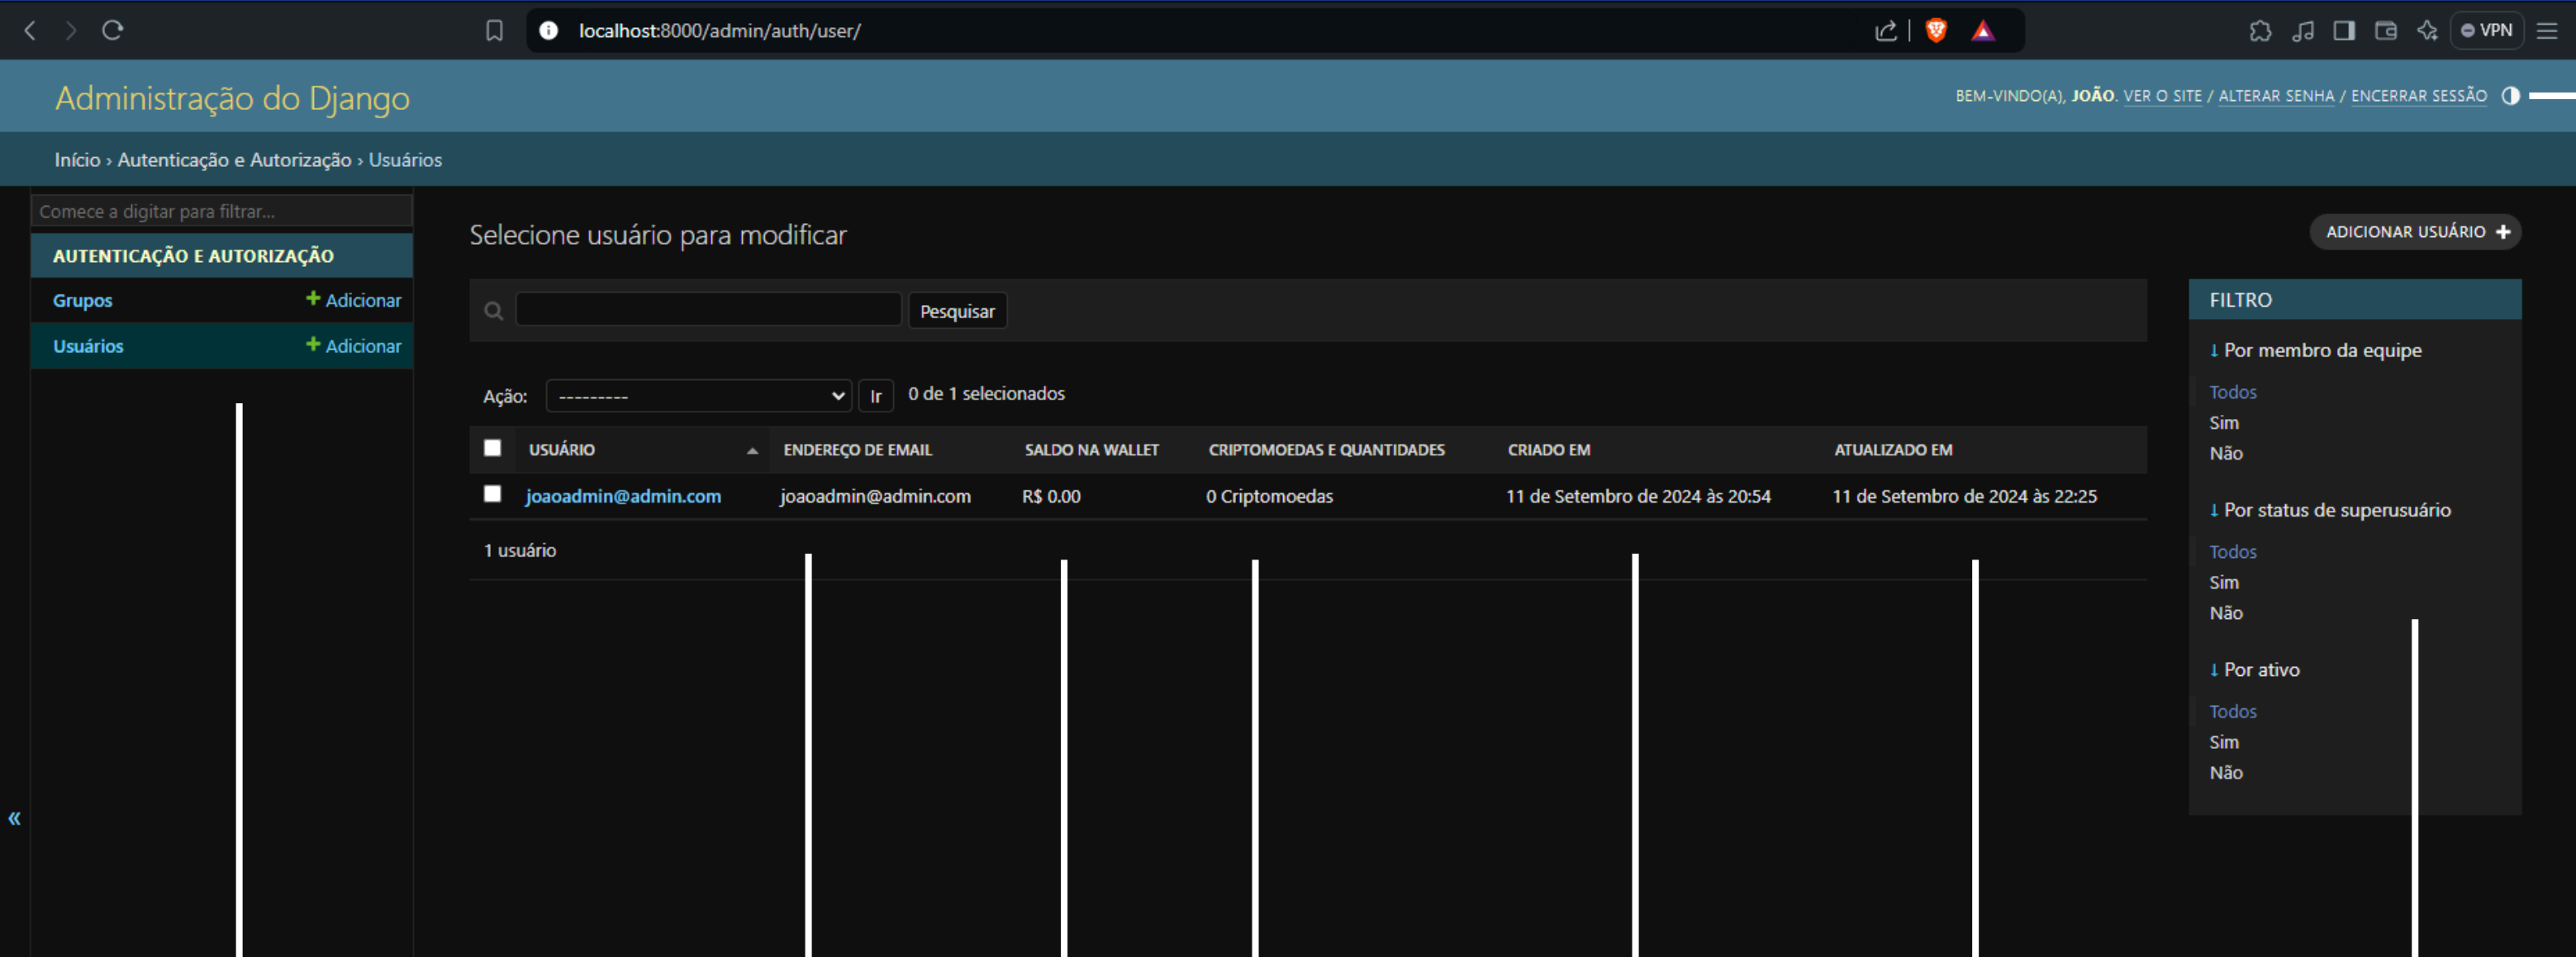 localhost:8000/admin/auth/user/
VPN
Administração do Django
BEM-VINDO(A), JOÃO. VER O SITE / ALTERAR SENHA / ENCERRAR SESSÃO
Início › Autenticação e Autorização › Usuários
Comece a digitar para filtrar...
AUTENTICAÇÃO E AUTORIZAÇÃO
Grupos + Adicionar
Usuários + Adicionar
«
Selecione usuário para modificar
ADICIONAR USUÁRIO +
Pesquisar
Ação: --------- Ir 0 de 1 selecionados
USUÁRIO ENDEREÇO DE EMAIL SALDO NA WALLET CRIPTOMOEDAS E QUANTIDADES CRIADO EM ATUALIZADO EM
joaoadmin@admin.com joaoadmin@admin.com R$ 0.00 0 Criptomoedas 11 de Setembro de 2024 às 20:54 11 de Setembro de 2024 às 22:25
1 usuário
FILTRO
↓ Por membro da equipe
Todos
Sim
Não
↓ Por status de superusuário
Todos
Sim
Não
↓ Por ativo
Todos
Sim
Não